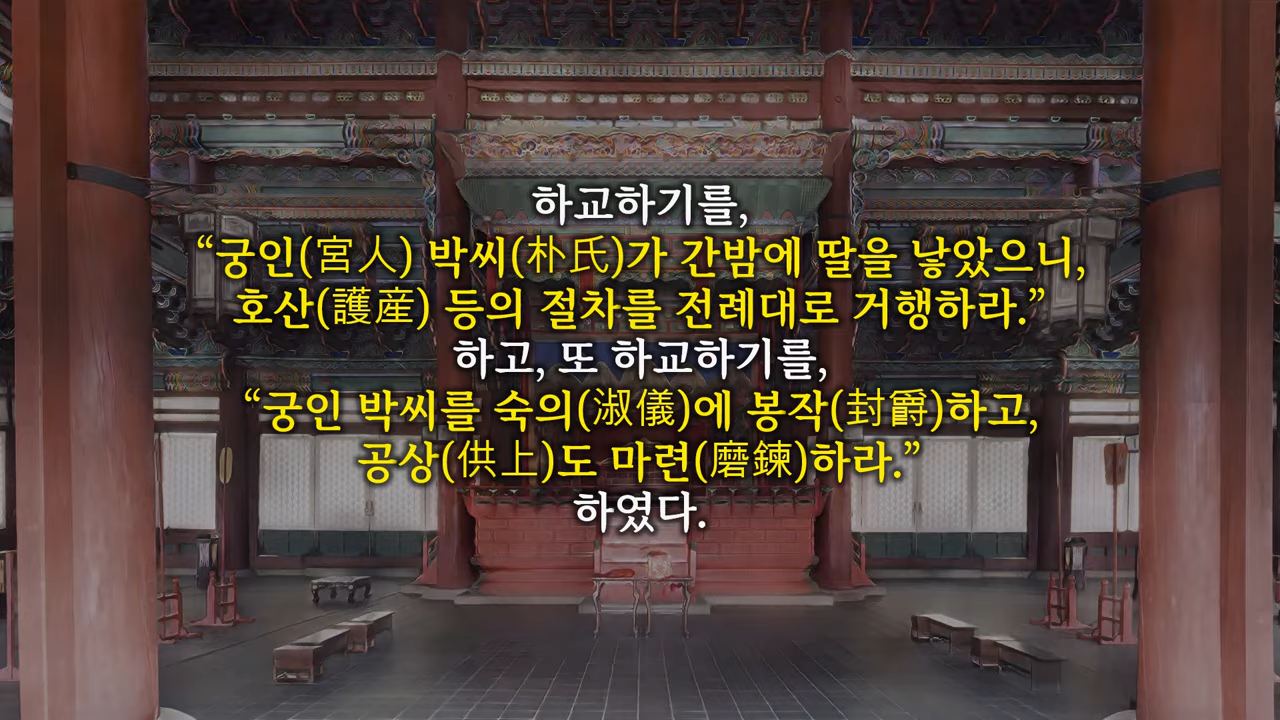 하교하기를,
“궁인(宮人) 박씨(朴氏)가 간밤에 딸을 낳았으니,
호산(護産) 등의 절차를 전례대로 거행하라.”
하고, 또 하교하기를,
“궁인 박씨를 숙의(淑儀)에 봉작(封爵)하고,
공상(供上)도 마련(磨鍊)하라.”
하였다.